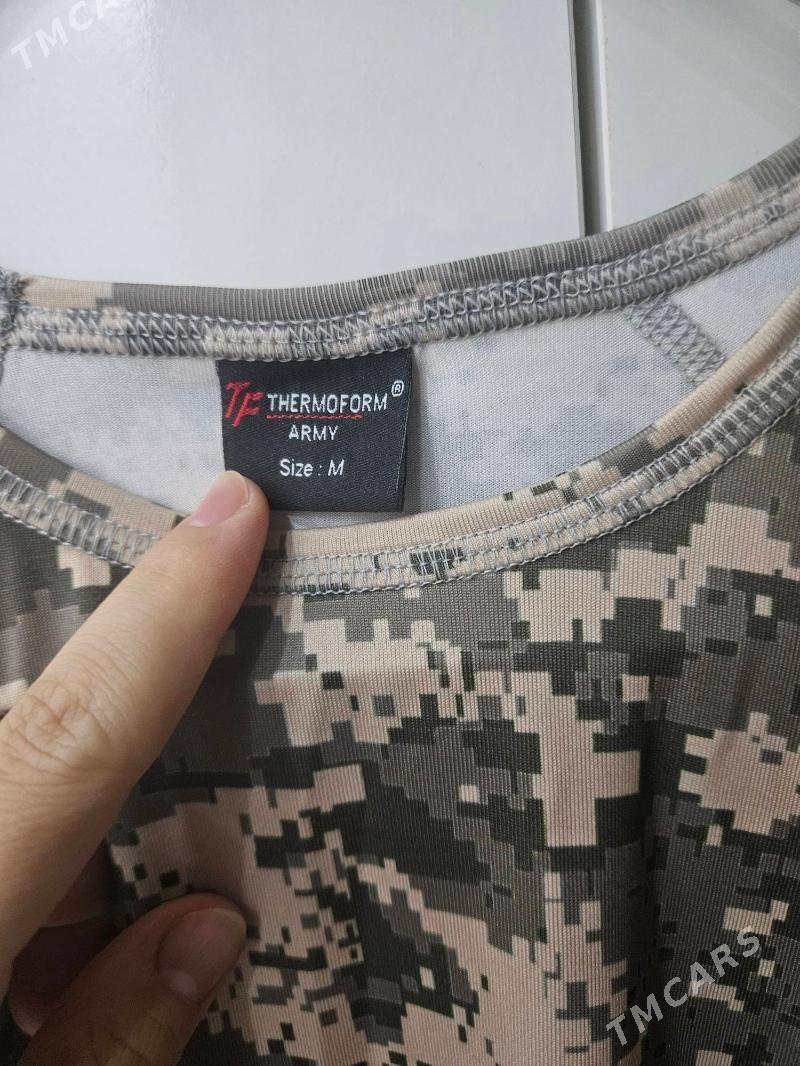 TMCARS
TF THERMOFORM®
ARMY
Size : M
TMCARS